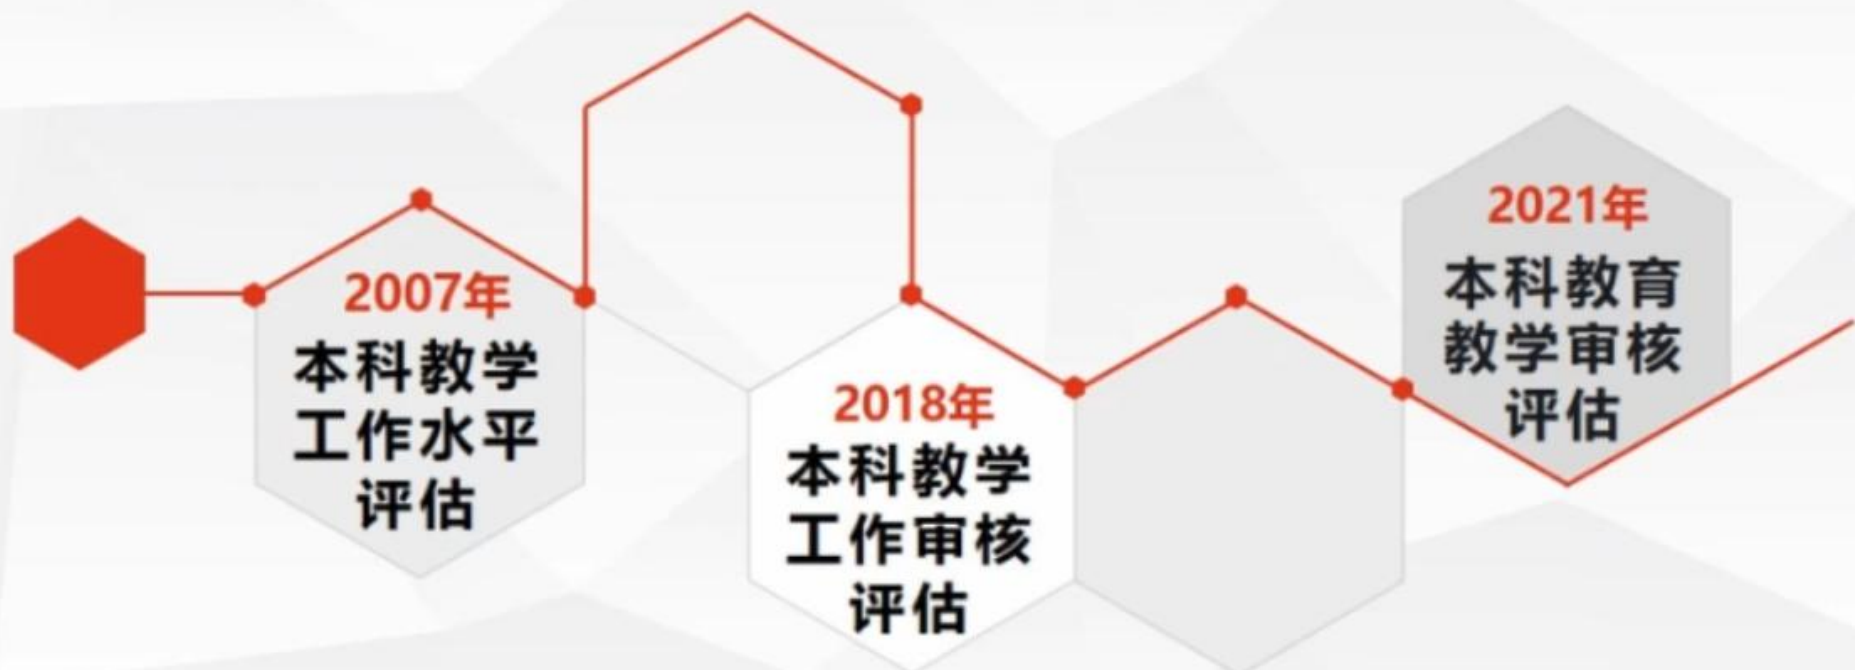 2007年
本科教学
工作水平
评估
2018年
本科教学
工作审核
评估
2021年
本科教育
教学审核
评估